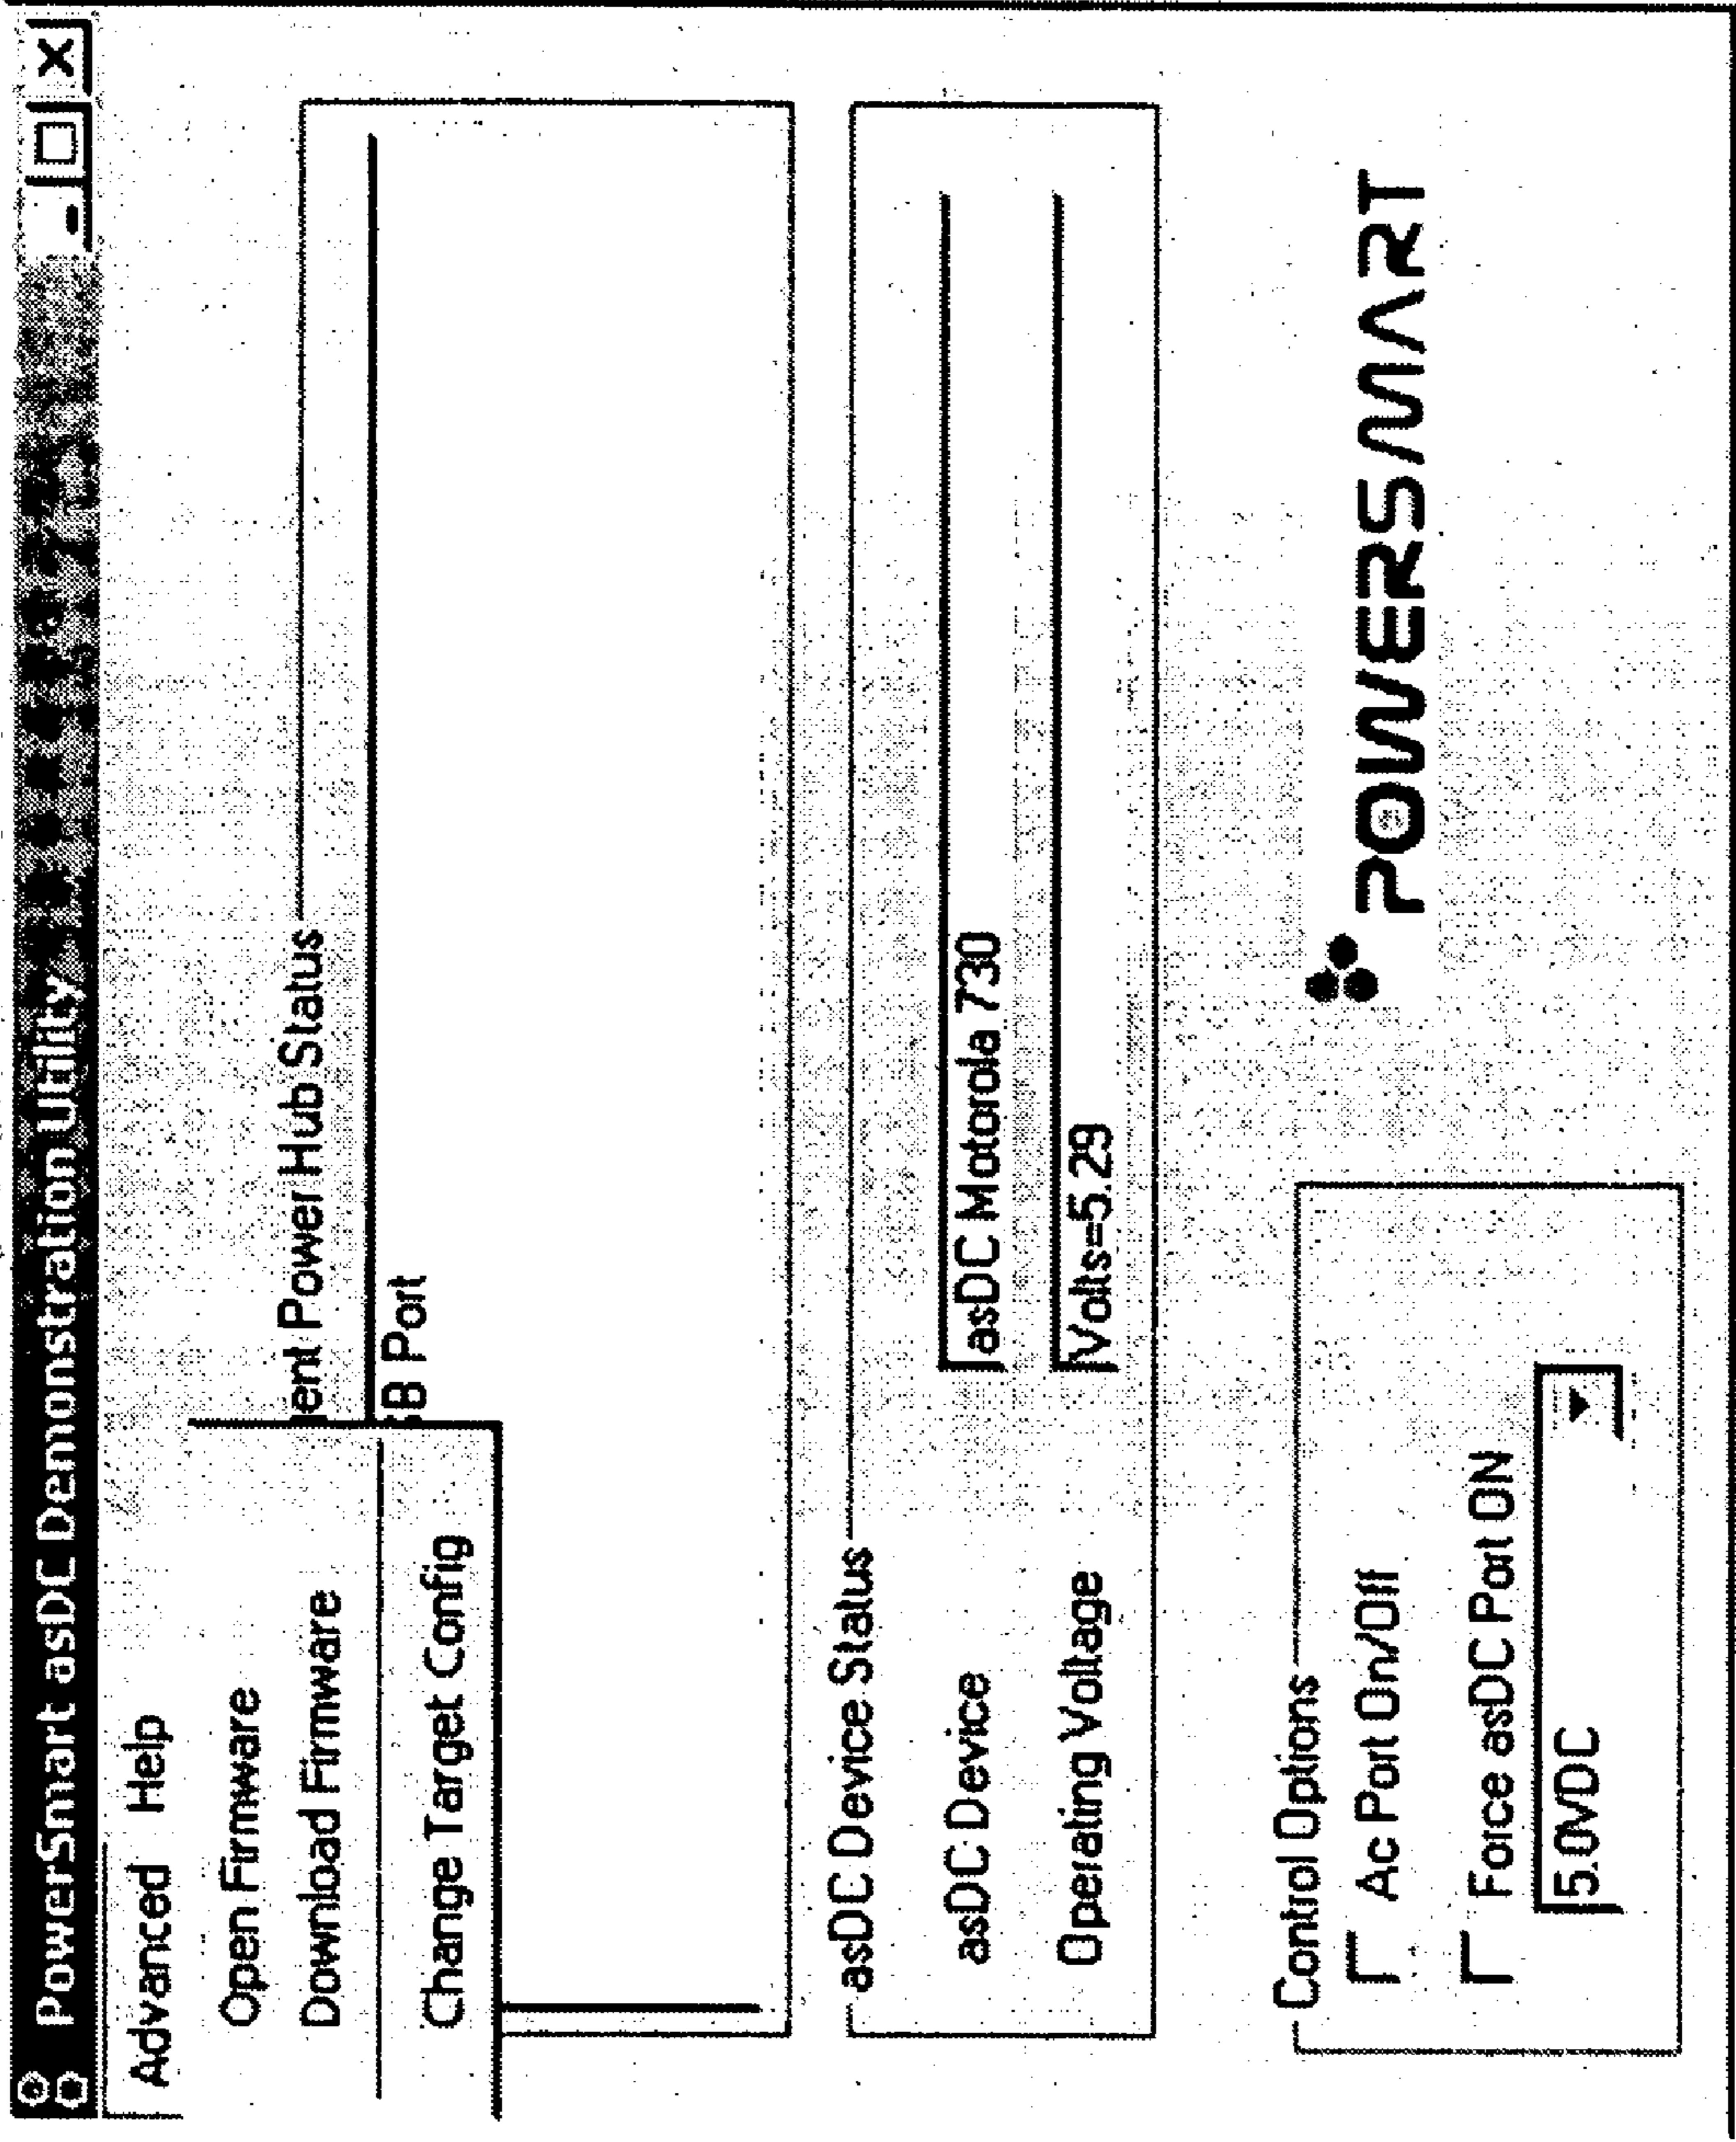 PowerSmart asDC Demonstration Utility
Advanced Help
Open Firmware
Download Firmware
Change Target Config
ent Power Hub Status
B Port
asDC Device Status
asDC Device
asDC Motorola 730
Operating Voltage
Volts=5.29
Control Options
Ac Port On/Off
Force asDC Port ON
5.0VDC
POWERSMART